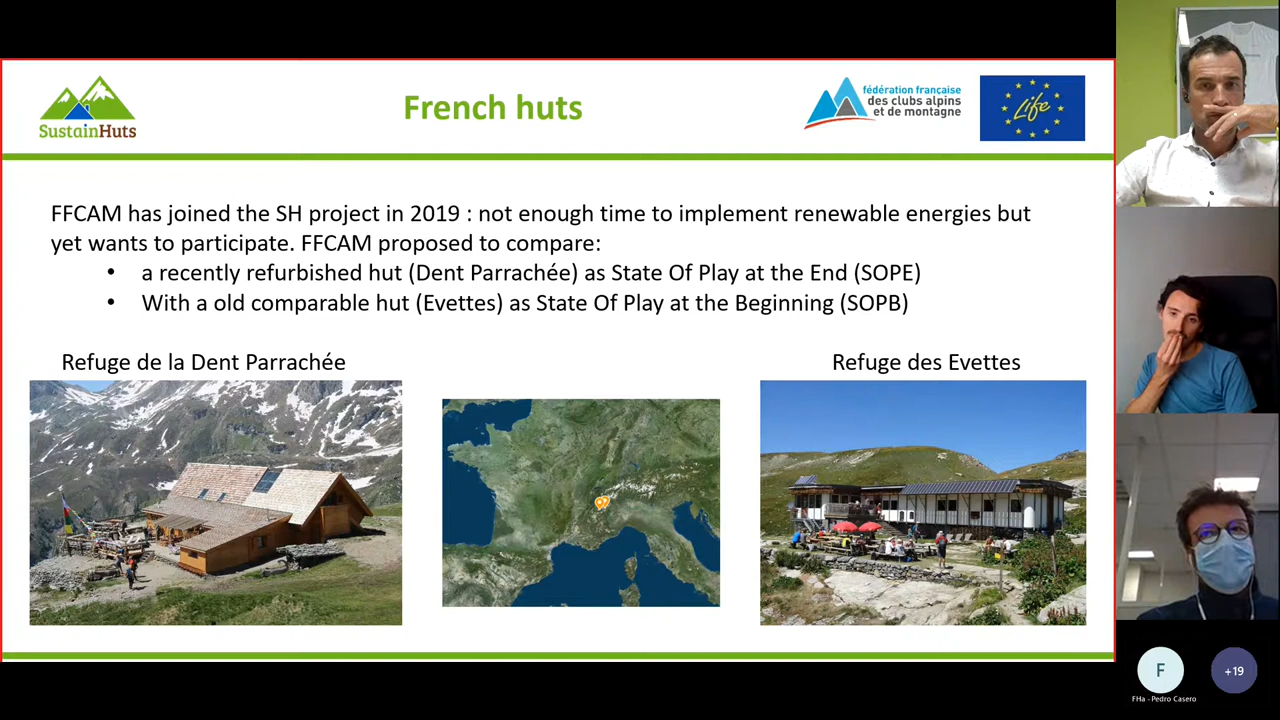 SustainHuts
French huts
fédération française
des clubs alpins
et de montagne
Life
FFCAM has joined the SH project in 2019 : not enough time to implement renewable energies but
yet wants to participate. FFCAM proposed to compare:
• a recently refurbished hut (Dent Parrachée) as State Of Play at the End (SOPE)
• With a old comparable hut (Evettes) as State Of Play at the Beginning (SOPB)
Refuge de la Dent Parrachée
Refuge des Evettes
F
+19
FHa - Pedro Casero